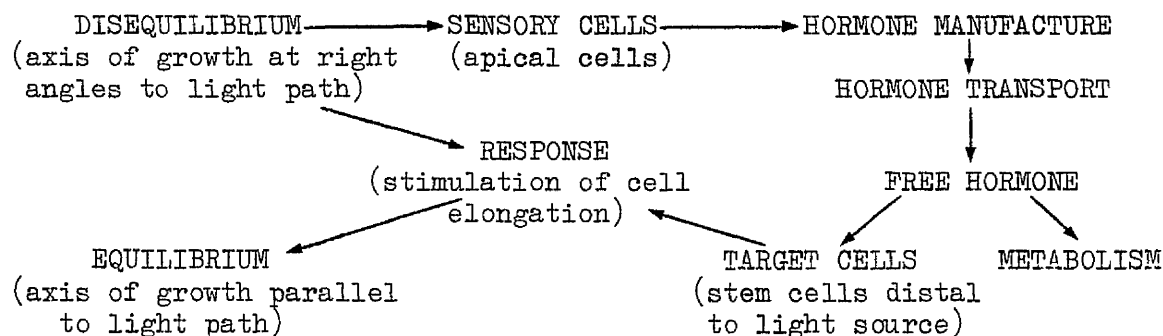 DISEQUILIBRIUM SENSORY CELLS HORMONE MANUFACTURE
(axis of growth at right (apical cells)
angles to light path)
HORMONE TRANSPORT
RESPONSE
(stimulation of cell
elongation)
FREE HORMONE
EQUILIBRIUM TARGET CELLS METABOLISM
(axis of growth parallel (stem cells distal
to light path) to light source)